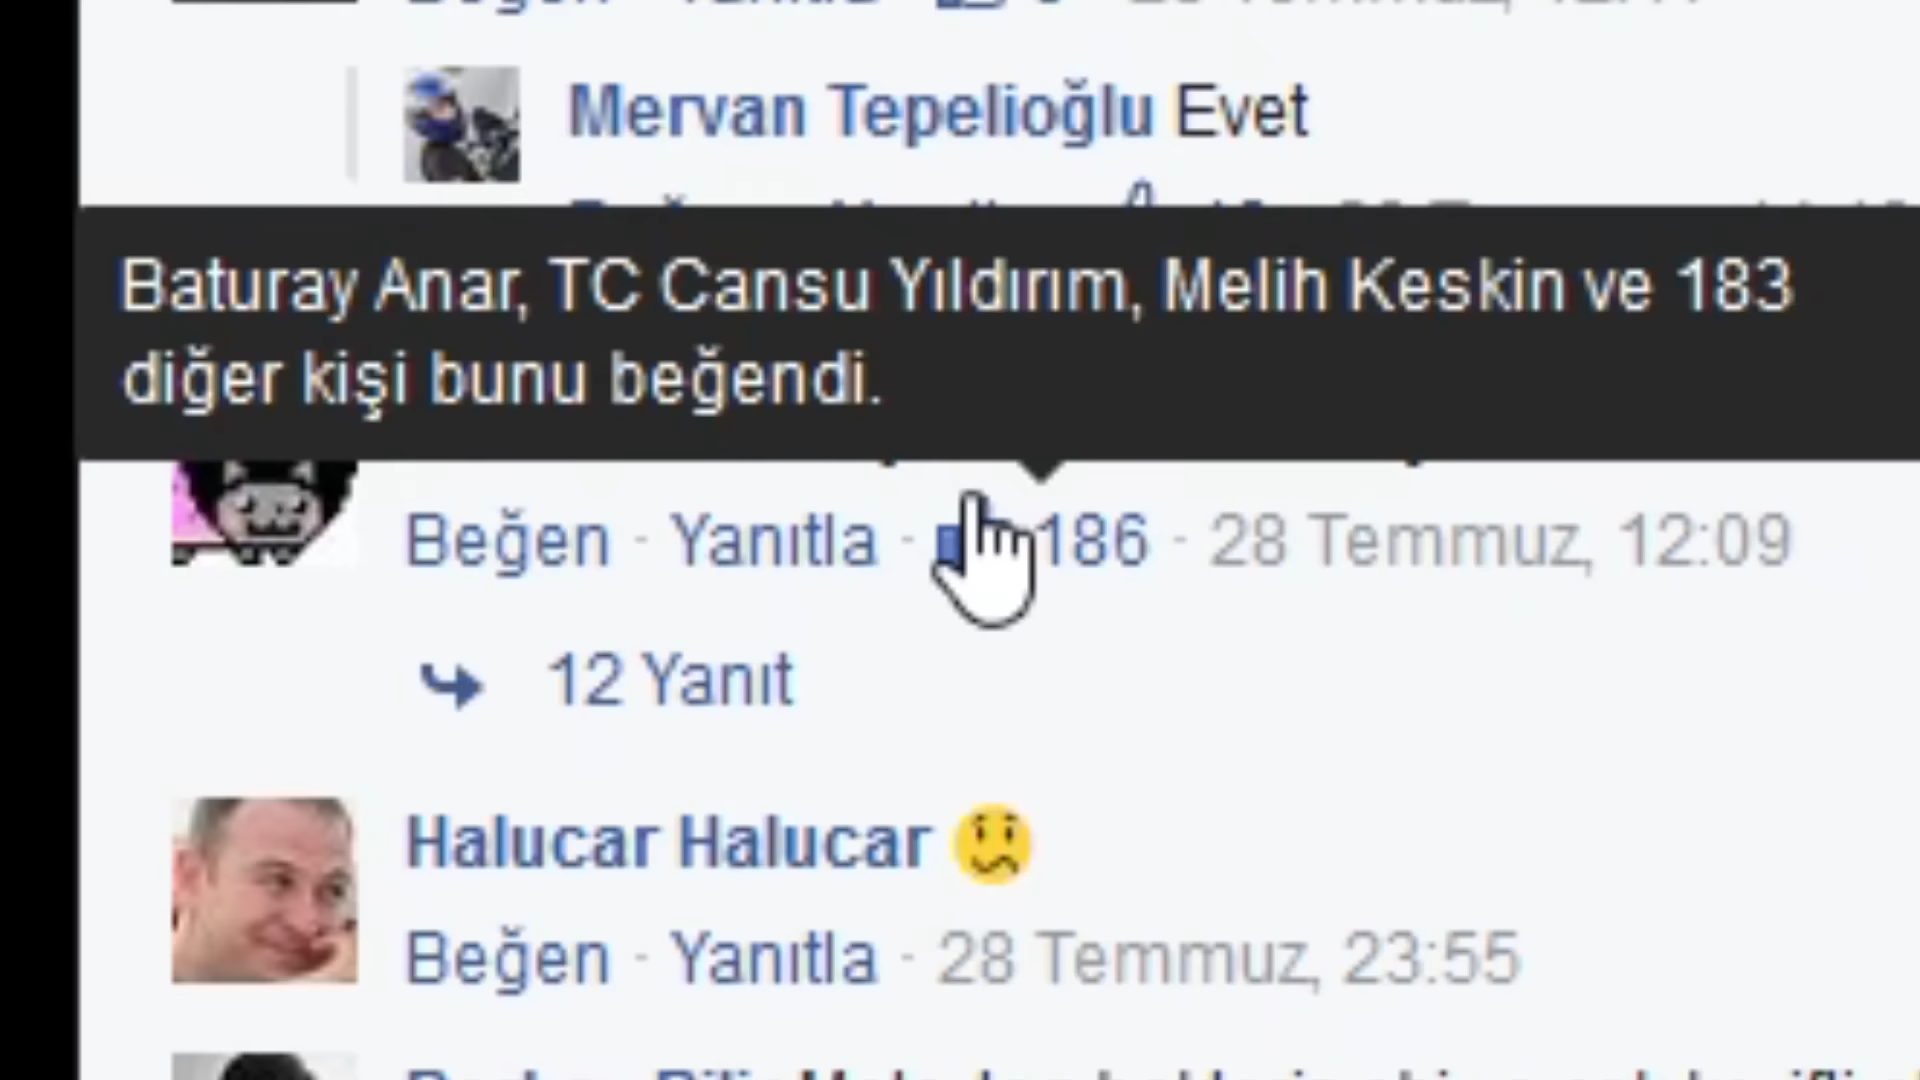 Mervan Tepelioğlu Evet
Baturay Anar, TC Cansu Yıldırım, Melih Keskin ve 183
diğer kişi bunu beğendi.
Beğen · Yanıtla · 186 · 28 Temmuz, 12:09
12 Yanıt
Halucar Halucar
Beğen · Yanıtla · 28 Temmuz, 23:55